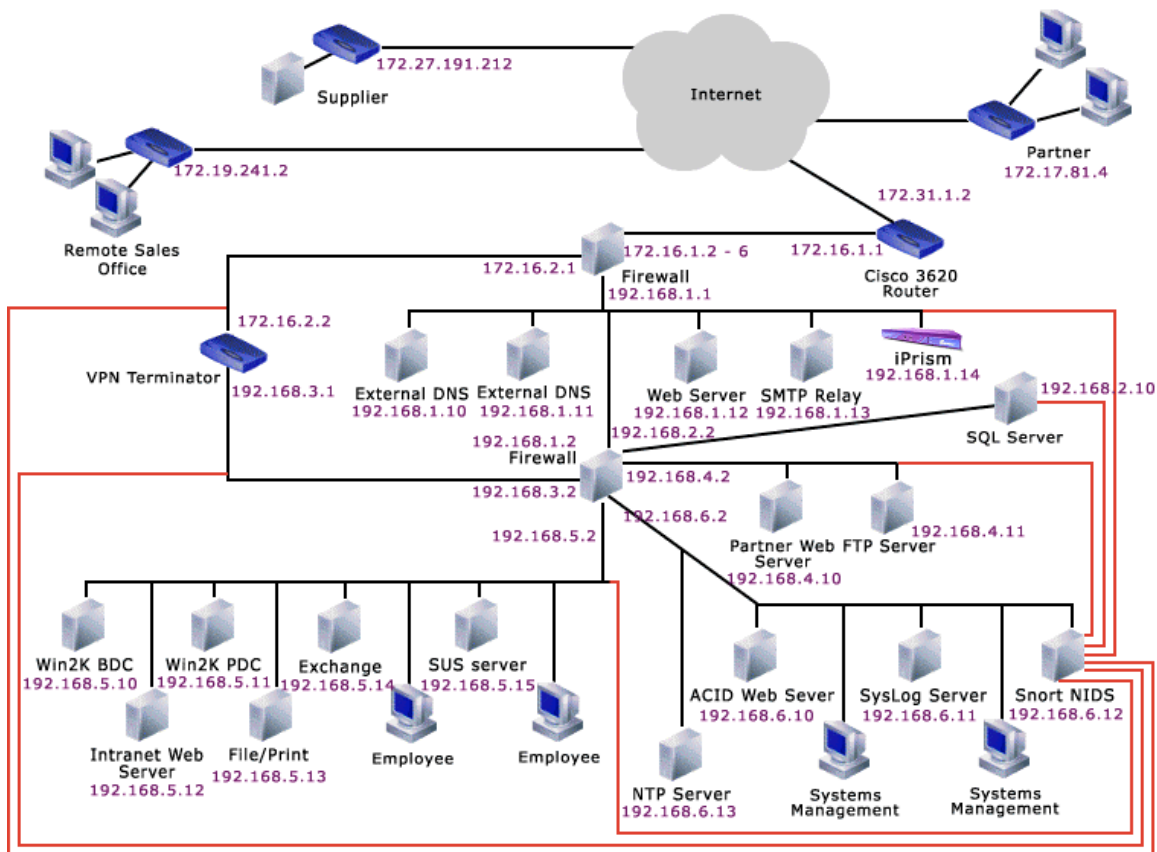 172.27.191.212
Supplier
Internet
Partner
172.17.81.4
172.19.241.2
Remote Sales
Office
172.31.1.2
172.16.1.2 - 6
172.16.1.1
172.16.2.1
Firewall
192.168.1.1
Cisco 3620
Router
172.16.2.2
VPN Terminator
192.168.3.1
External DNS
192.168.1.10
External DNS
192.168.1.11
Web Server
192.168.1.12
SMTP Relay
192.168.1.13
iPrism
192.168.1.14
192.168.2.10
SQL Server
192.168.1.2
192.168.2.2
Firewall
192.168.3.2
192.168.4.2
192.168.5.2
192.168.6.2
Partner Web
Server
192.168.4.10
FTP Server
192.168.4.11
Win2K BDC
192.168.5.10
Win2K PDC
192.168.5.11
Exchange
192.168.5.14
SUS server
192.168.5.15
Intranet Web
Server
192.168.5.12
File/Print
192.168.5.13
Employee
Employee
ACID Web Sever
192.168.6.10
SysLog Server
192.168.6.11
Snort NIDS
192.168.6.12
NTP Server
192.168.6.13
Systems
Management
Systems
Management